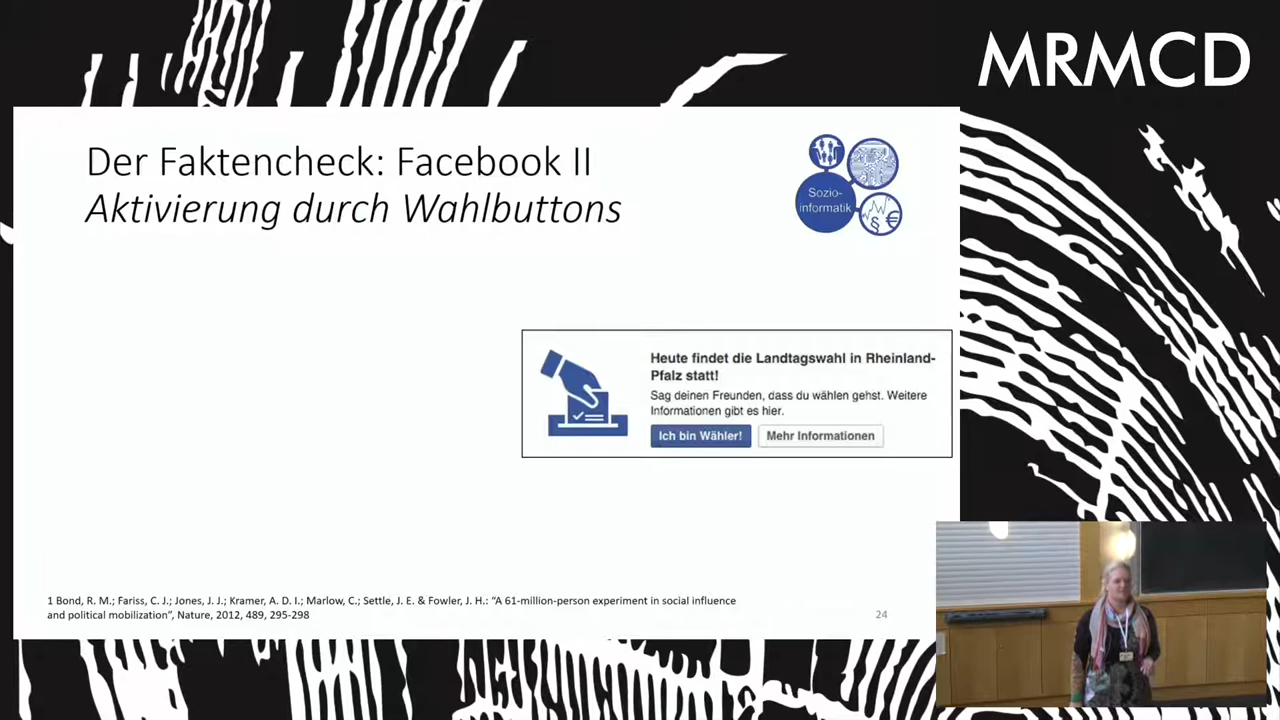 MRMCD
Der Faktencheck: Facebook II
Aktivierung durch Wahlbuttons
Sozio-
informatik
§ €
Heute findet die Landtagswahl in Rheinland-
Pfalz statt!
Sag deinen Freunden, dass du wählen gehst. Weitere
Informationen gibt es hier.
Ich bin Wähler! Mehr Informationen
1 Bond, R. M.; Fariss, C. J.; Jones, J. J.; Kramer, A. D. I.; Marlow, C.; Settle, J. E. & Fowler, J. H.: “A 61-million-person experiment in social influence
and political mobilization”, Nature, 2012, 489, 295-298
24